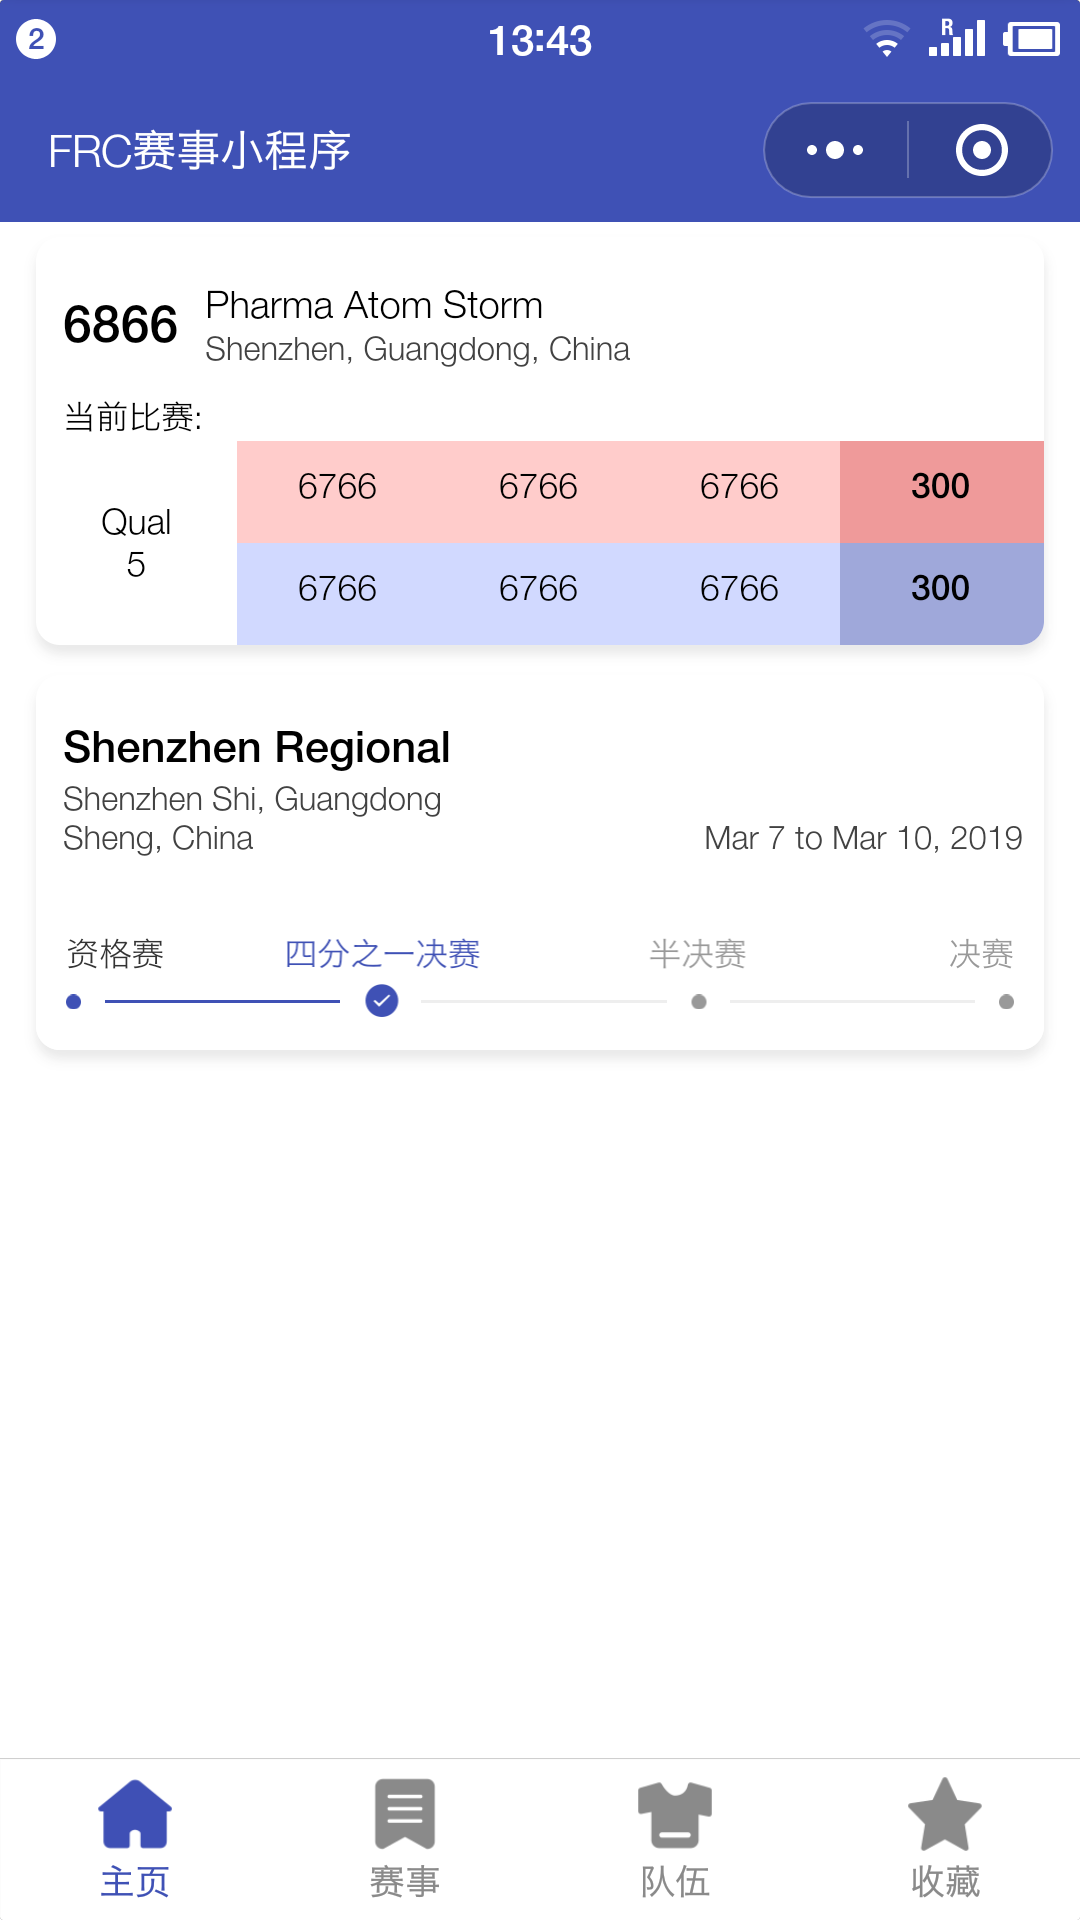 2
13:43
R
FRC赛事小程序
6866
Pharma Atom Storm
Shenzhen, Guangdong, China
当前比赛:
Qual
5
6766 6766 6766 300
6766 6766 6766 300
Shenzhen Regional
Shenzhen Shi, Guangdong
Sheng, China
Mar 7 to Mar 10, 2019
资格赛 四分之一决赛 半决赛 决赛
主页 赛事 队伍 收藏